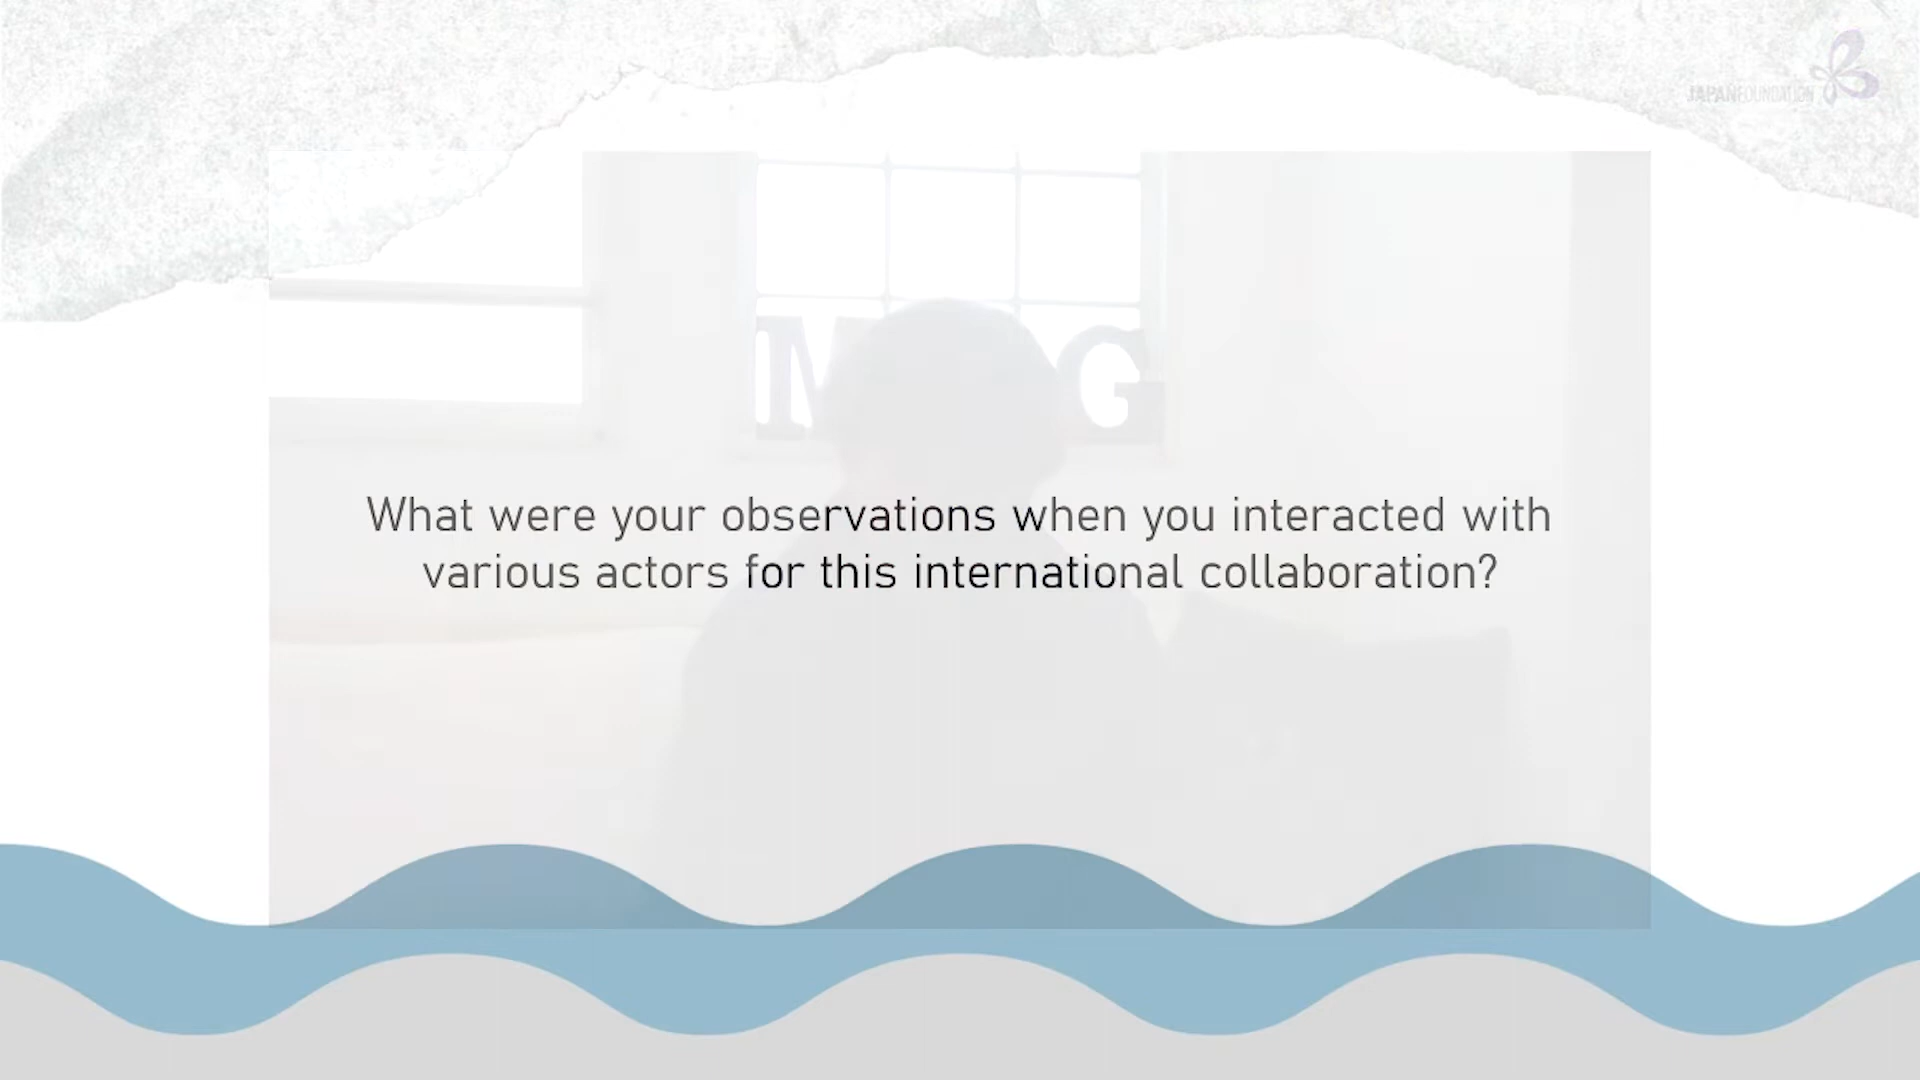 JAPANFOUNDATION
M G
What were your observations when you interacted with
various actors for this international collaboration?